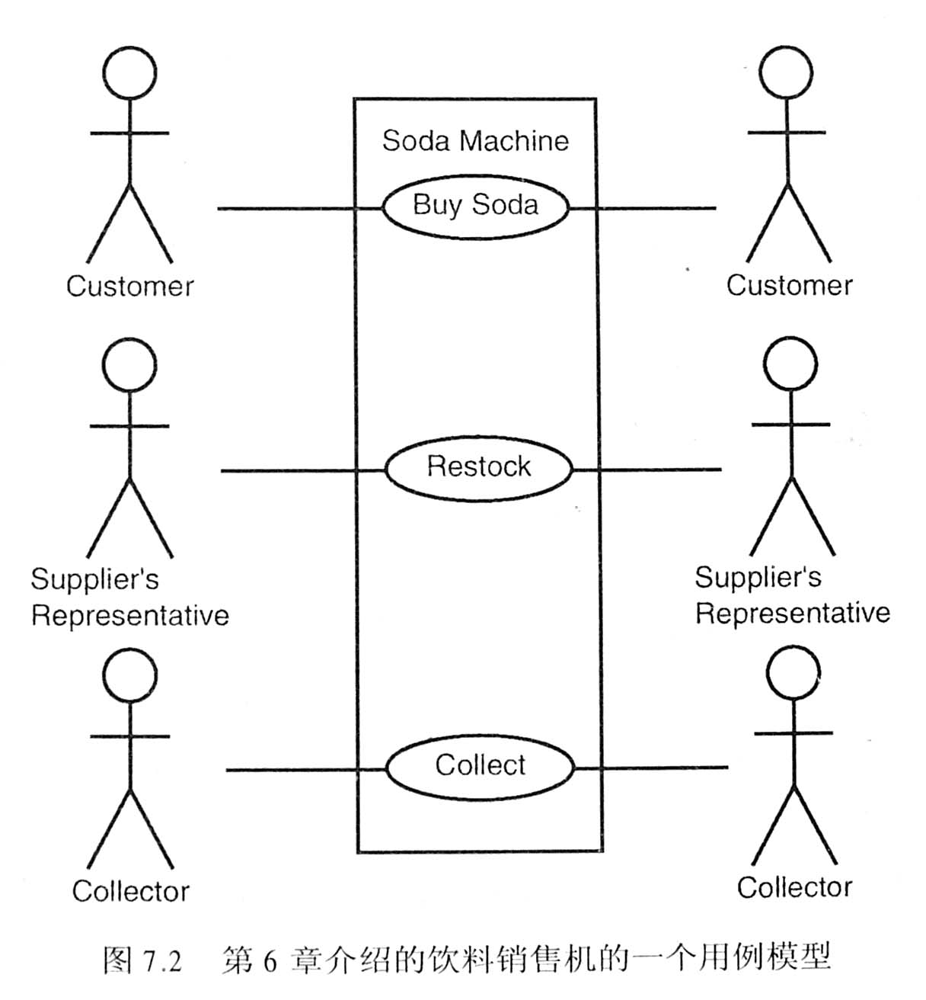 Soda Machine
Buy Soda
Customer
Customer
Restock
Supplier's
Representative
Supplier's
Representative
Collect
Collector
Collector
图 7.2 第 6 章介绍的饮料销售机的一个用例模型